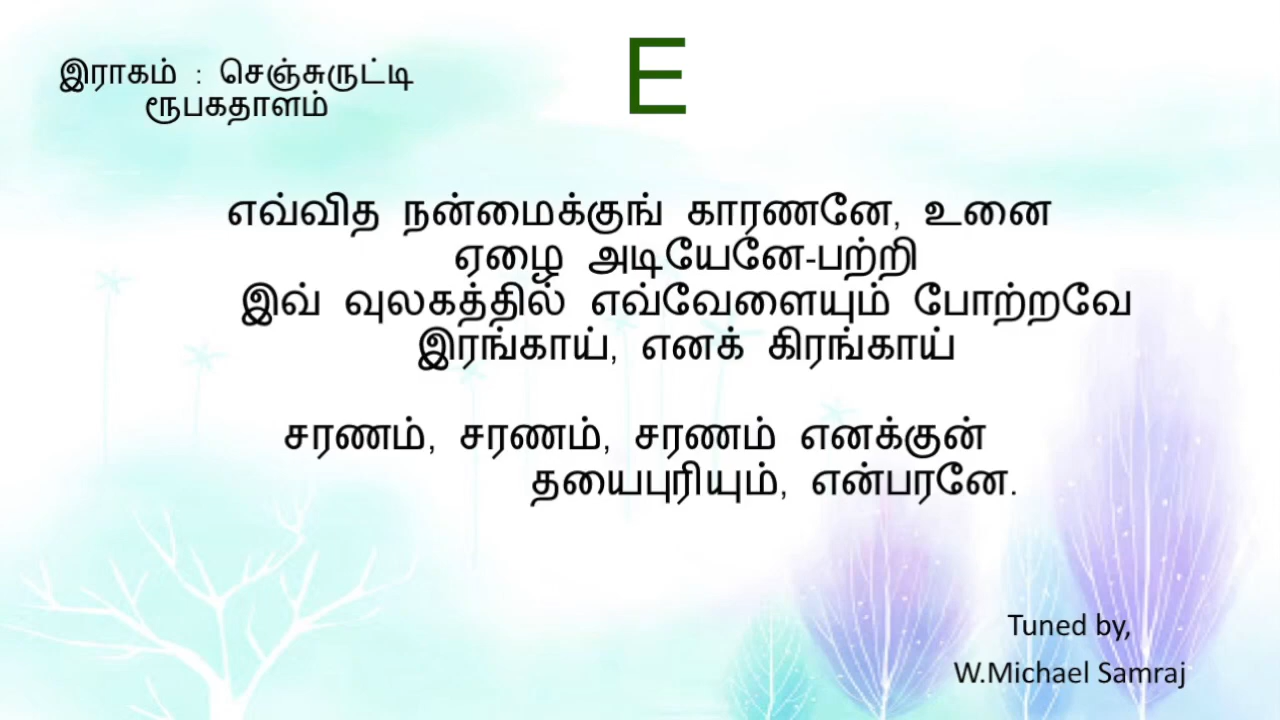 இராகம் : செஞ்சுருட்டி
ரூபகதாளம்
E
எவ்வித நன்மைக்குங் காரணனே, உனை
ஏழை அடியேனே-பற்றி
இவ் வுலகத்தில் எவ்வேளையும் போற்றவே
இரங்காய், எனக் கிரங்காய்
சரணம், சரணம், சரணம் எனக்குன்
தயைபுரியும், என்பரனே.
Tuned by,
W.Michael Samraj